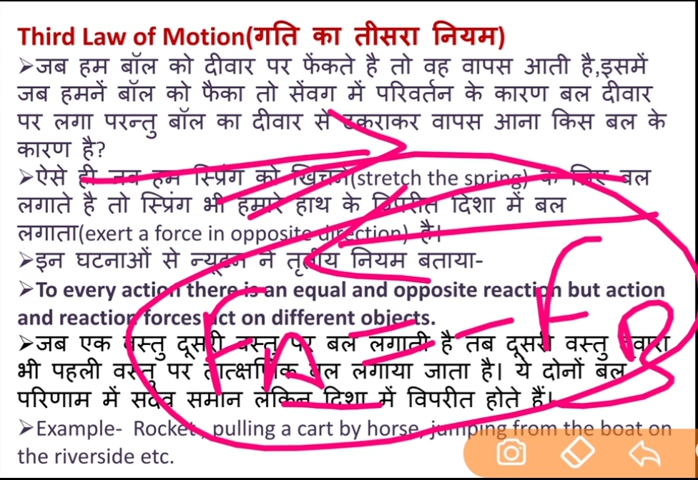 Third Law of Motion(गति का तीसरा नियम)
➢जब हम बॉल को दीवार पर फेंकते है तो वह वापस आती है,इसमें
जब हमनें बॉल को फैका तो सेंवग में परिवर्तन के कारण बल दीवार
पर लगा परन्तु बॉल का दीवार से टकराकर वापस आना किस बल के
कारण है?
➢ऐसे ही जब हम स्प्रिंग को खिंचने(stretch the spring) के लिए बल
लगाते है तो स्प्रिंग भी हमारे हाथ के विपरीत दिशा में बल
लगाता(exert a force in opposite direction) है।
➢इन घटनाओं से न्यूटन ने तृतीय नियम बताया-
➢To every action there is an equal and opposite reaction but action
and reaction forces act on different objects.
➢जब एक वस्तु दूसरी वस्तु पर बल लगाती है तब दूसरी वस्तु द्वारा
भी पहली वस्तु पर तात्क्षणिक बल लगाया जाता है। ये दोनों बल
परिणाम में सदैव समान लेकिन दिशा में विपरीत होते हैं।
➢Example- Rocket , pulling a cart by horse, jumping from the boat on
the riverside etc.